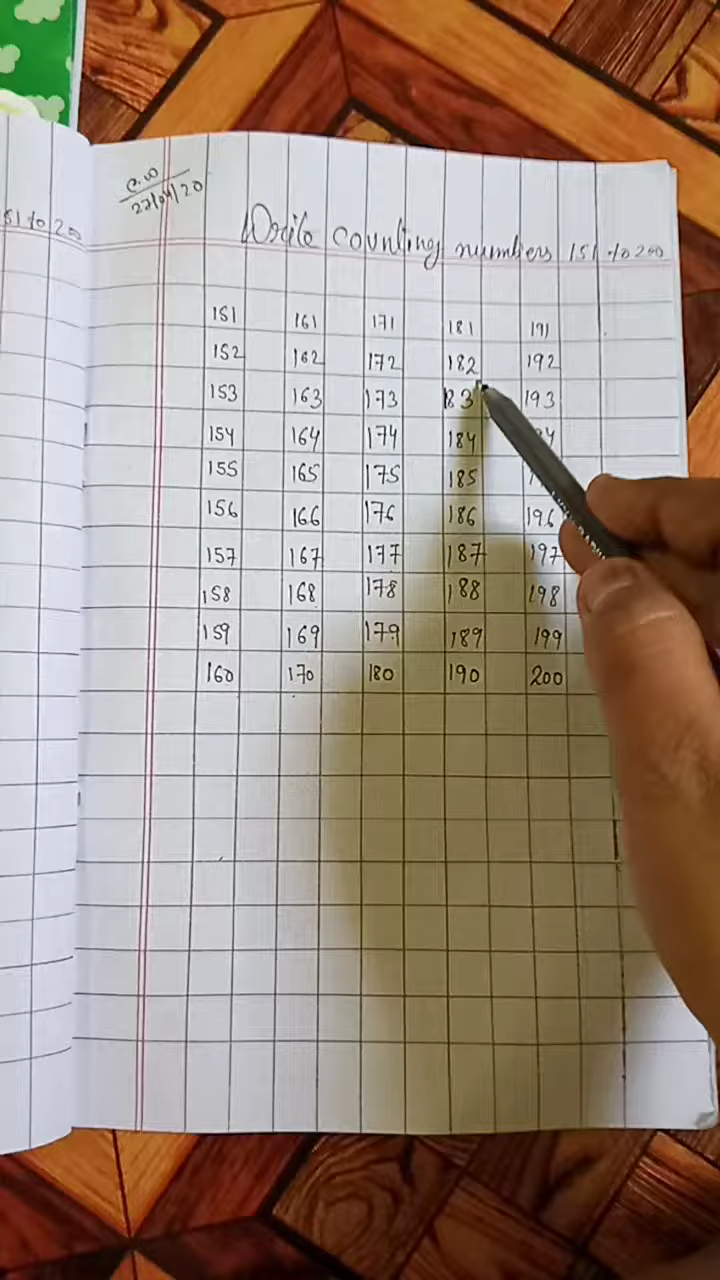 151 to 200
C.W
Write counting numbers 151 to 200
151 161 171 181 191
152 162 172 182 192
153 163 173 183 193
154 164 174 184
155 165 175 185
156 166 176 186 196
157 167 177 187 197
158 168 178 188 198
159 169 179 189 199
160 170 180 190 200